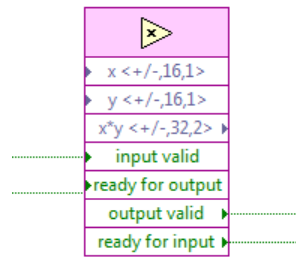 x
x <+/-,16,1>
y <+/-,16,1>
x*y <+/-,32,2>
input valid
ready for output
output valid
ready for input